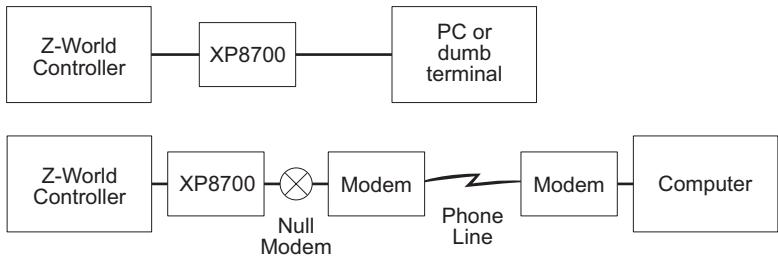 Z-World
Controller
XP8700
PC or
dumb
terminal
Z-World
Controller
XP8700
Null
Modem
Modem
Phone
Line
Modem
Computer